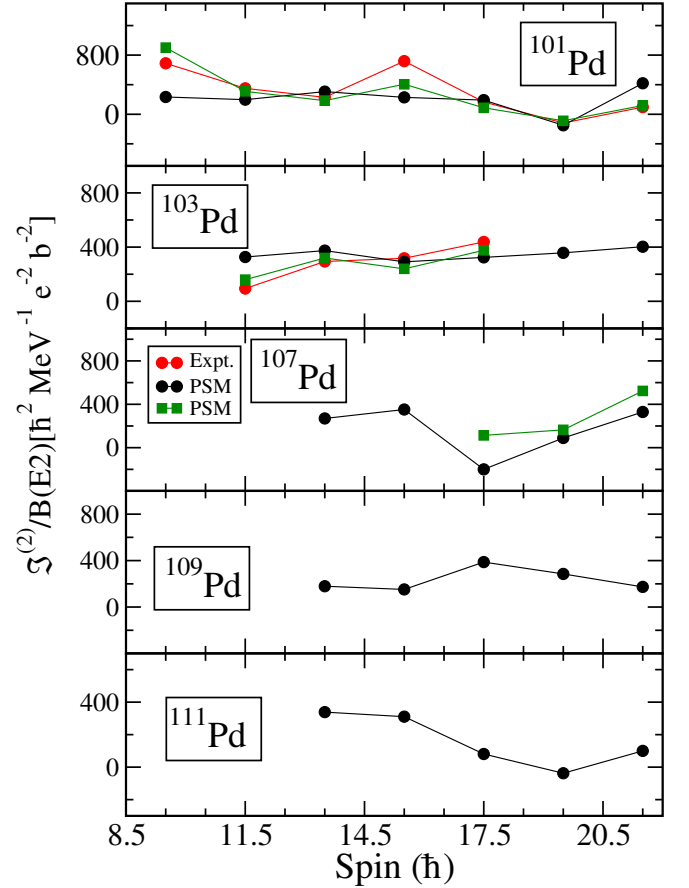 800
0
101Pd
800
400
0
103Pd
800
400
0
Expt.
PSM
PSM
107Pd
800
400
0
109Pd
400
0
111Pd
8.5 11.5 14.5 17.5 20.5
Spin (ħ)
ℑ(2)/B(E2)[ħ2 MeV-1 e-2 b-2]